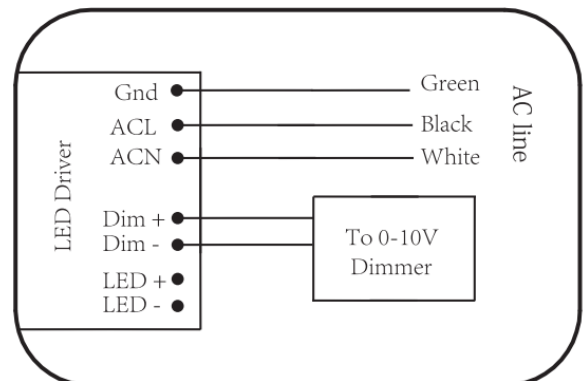 Gnd
Green
ACL
Black
ACN
White
AC line
LED Driver
Dim +
Dim -
To 0-10V
Dimmer
LED +
LED -